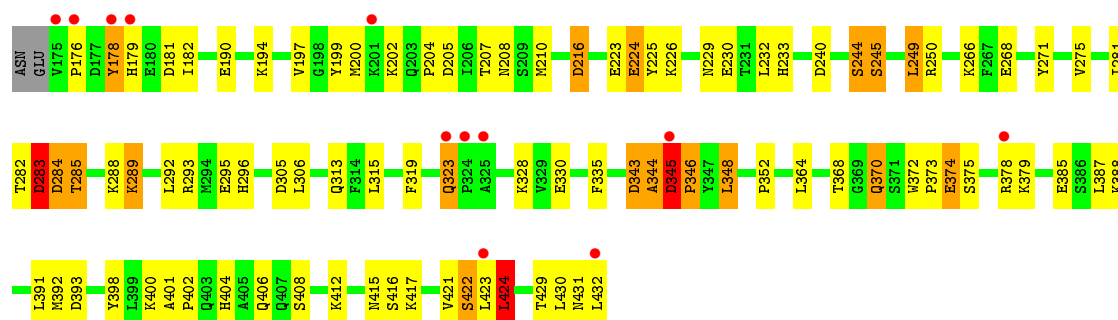 ASN GLU V175 P176 D177 Y178 H179 E180 D181 I182 E190 K194 V197 G198 Y199 M200 K201 K202 Q203 P204 D205 I206 T207 N208 S209 M210 D216 E223 E224 Y225 K226 N229 E230 T231 L232 H233 D240 S244 S245 L249 R250 K266 F267 E268 Y271 V275
T282 D283 D284 T285 K288 K289 L292 R293 M294 E295 H296 D305 L306 Q313 F314 L315 F319 Q323 P324 A325 K328 V329 E330 F335 D343 A344 D345 P346 Y347 L348 P352 L364 T368 G369 Q370 S371 W372 P373 E374 S375 R378 K379 E385 S386 L387
L391 M392 D393 Y398 L399 K400 A401 P402 Q403 H404 A405 Q406 Q407 S408 K412 N415 S416 K417 V421 S422 L423 L424 T429 L430 N431 L432